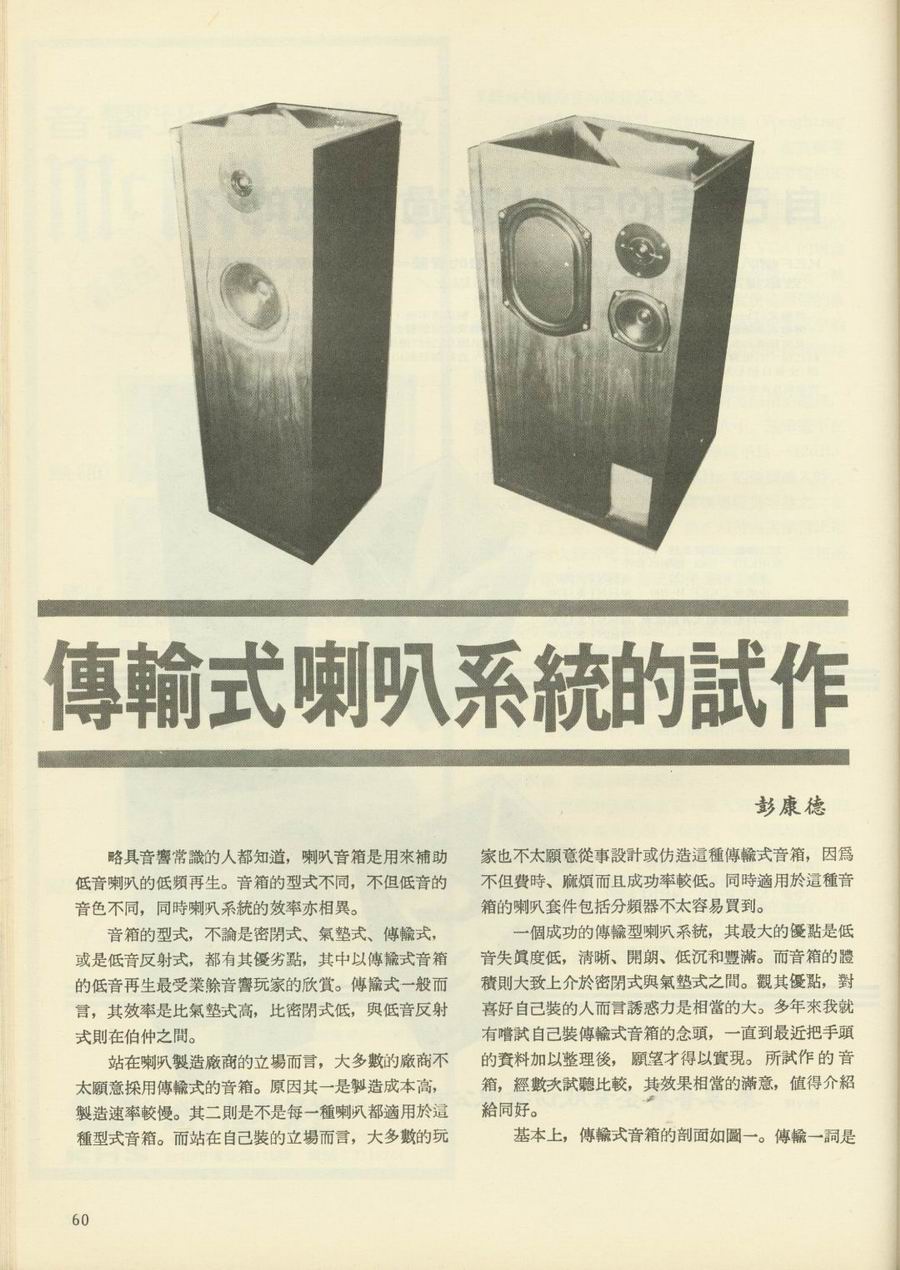 傳輸式喇叭系統的試作
彭康德
略具音響常識的人都知道，喇叭音箱是用來補助
低音喇叭的低頻再生。音箱的型式不同，不但低音的
音色不同，同時喇叭系統的效率亦相異。
音箱的型式，不論是密閉式、氣墊式、傳輸式，
或是低音反射式，都有其優劣點，其中以傳輸式音箱
的低音再生最受業餘音響玩家的欣賞。傳輸式一般而
言，其效率是比氣墊式高，比密閉式低，與低音反射
式則在伯仲之間。
站在喇叭製造廠商的立場而言，大多數的廠商不
太願意採用傳輸式的音箱。原因其一是製造成本高，
製造速率較慢。其二則是不是每一種喇叭都適用於這
種型式音箱。而站在自己裝的立場而言，大多數的玩
家也不太願意從事設計或仿造這種傳輸式音箱，因爲
不但費時、麻煩而且成功率較低。同時適用於這種音
箱的喇叭套件包括分頻器不太容易買到。
一個成功的傳輸型喇叭系統，其最大的優點是低
音失眞度低，清晰、開朗、低沉和豐滿。而音箱的體
積則大致上介於密閉式與氣墊式之間。觀其優點，對
喜好自己裝的人而言誘惑力是相當的大。多年來我就
有嚐試自己裝傳輸式音箱的念頭，一直到最近把手頭
的資料加以整理後，願望才得以實現。所試作的音
箱，經數次試聽比較，其效果相當的滿意，値得介紹
給同好。
基本上，傳輸式音箱的剖面如圖一。傳輸一詞是
60